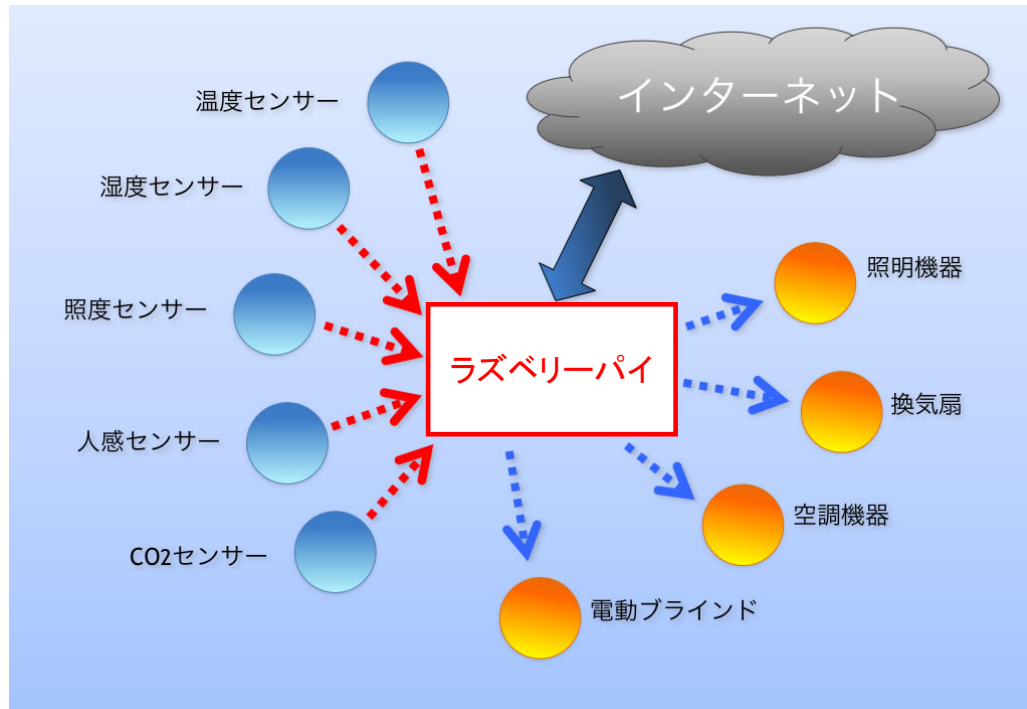 温度センサー
インターネット
湿度センサー
照度センサー
人感センサー
CO2センサー
ラズベリーパイ
照明機器
換気扇
空調機器
電動ブラインド